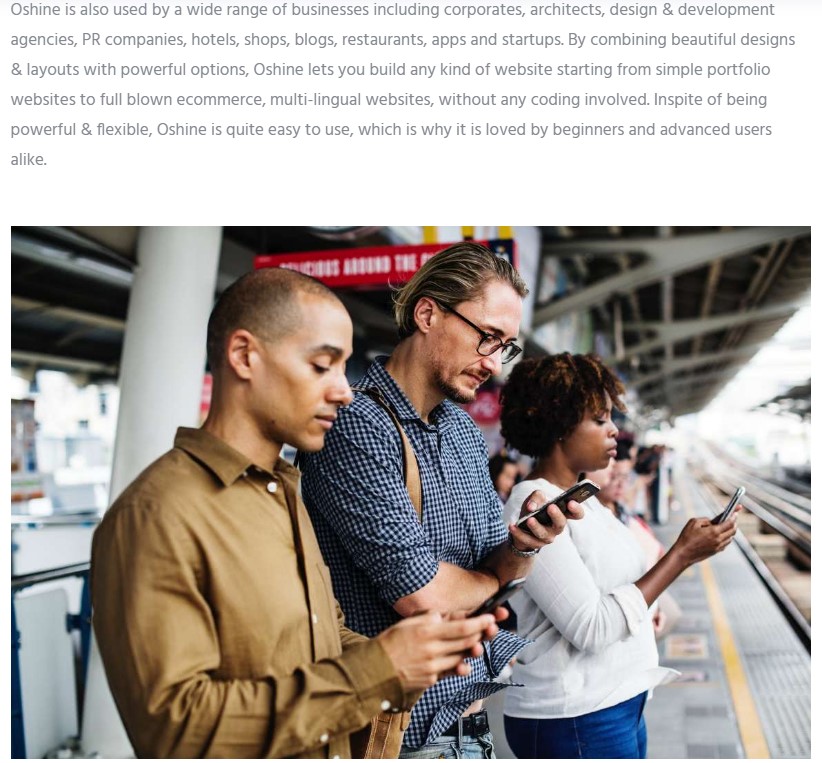 Oshine is also used by a wide range of businesses including corporates, architects, design & development
agencies, PR companies, hotels, shops, blogs, restaurants, apps and startups. By combining beautiful designs
& layouts with powerful options, Oshine lets you build any kind of website starting from simple portfolio
websites to full blown ecommerce, multi-lingual websites, without any coding involved. Inspite of being
powerful & flexible, Oshine is quite easy to use, which is why it is loved by beginners and advanced users
alike.
DELICIOUS AROUND THE